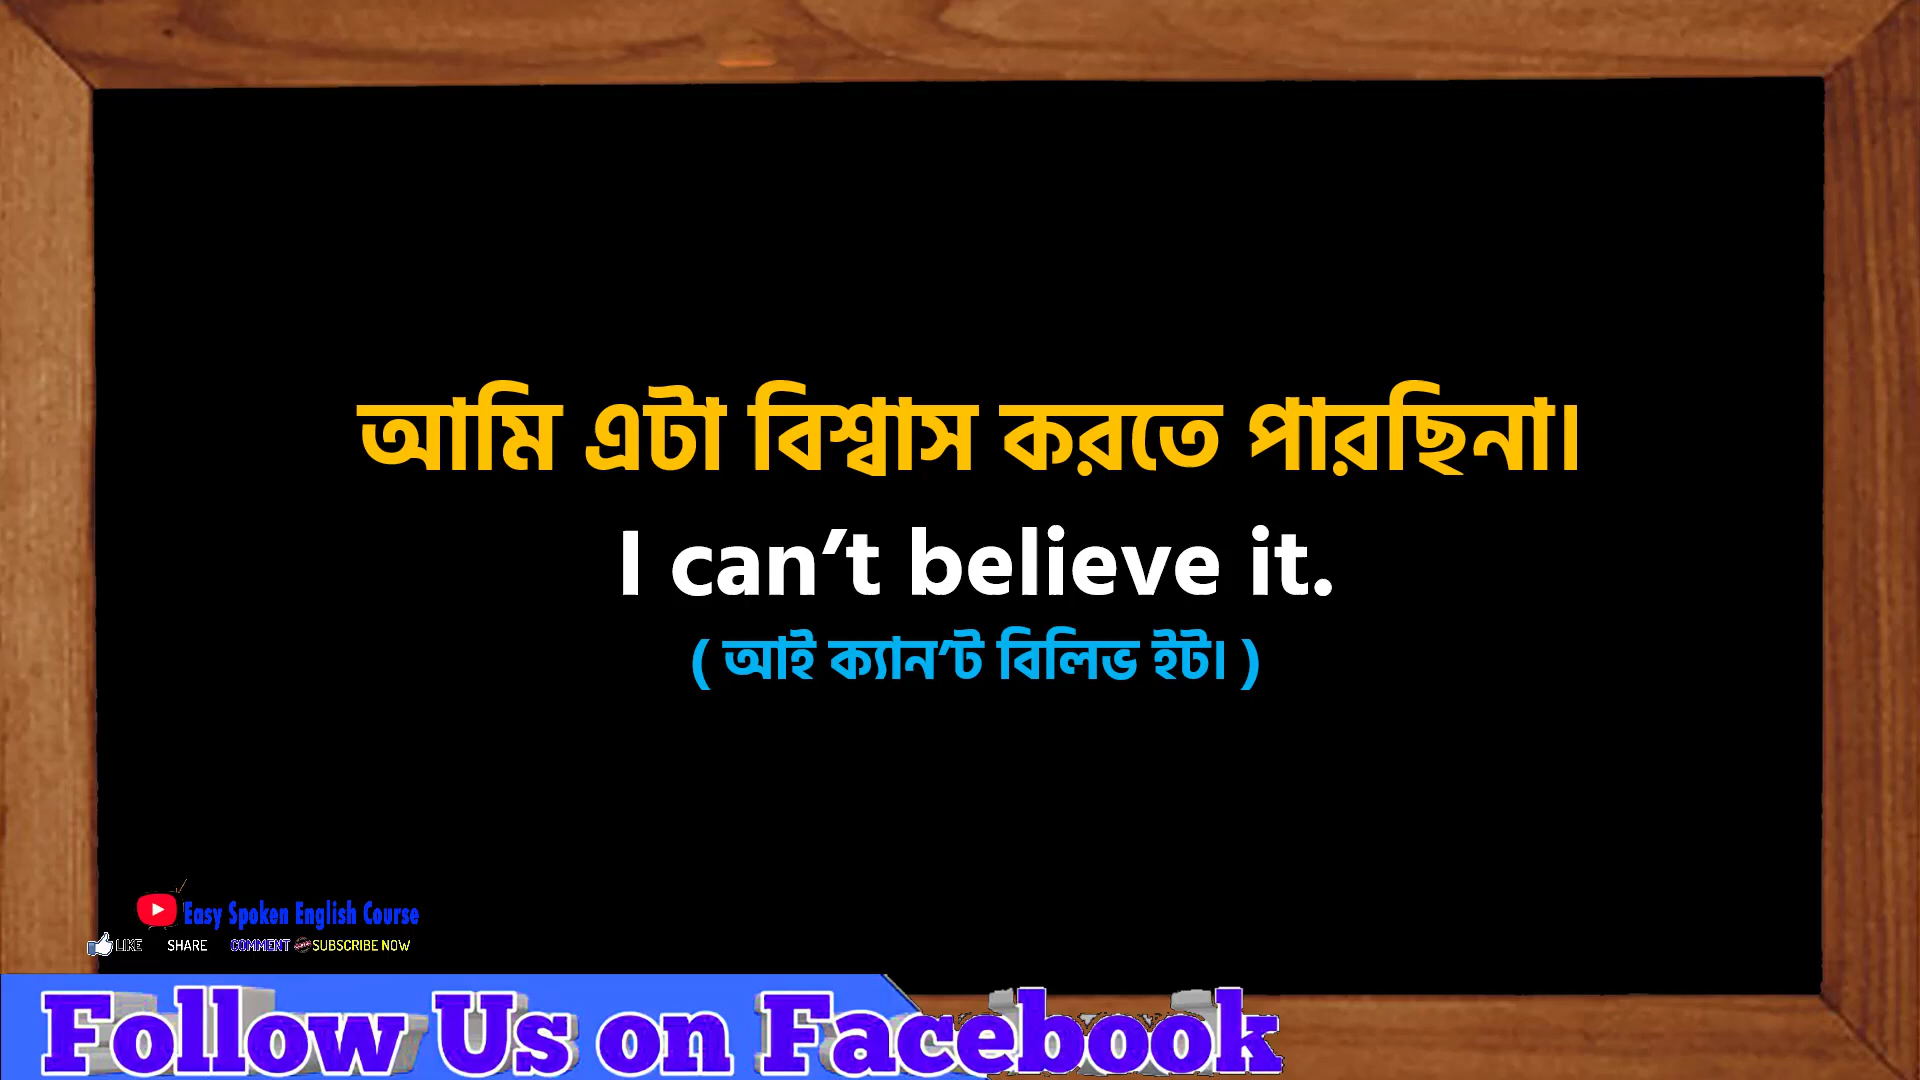 আমি এটা বিশ্বাস করতে পারছিনা।
I can’t believe it.
( আই ক্যান’ট বিলিভ ইট। )
Easy Spoken English Course
LIKE SHARE COMMENT SUBSCRIBE NOW
Follow Us on Facebook